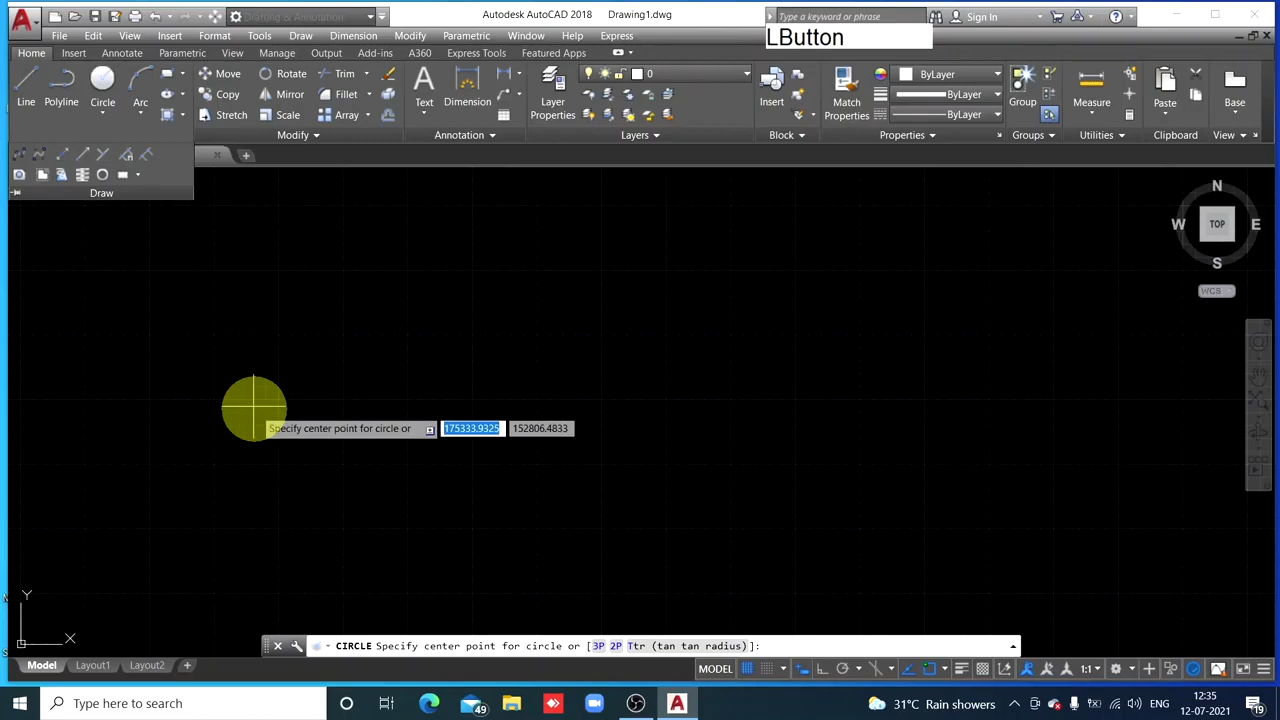 Drafting & Annotation
Autodesk AutoCAD 2018 Drawing1.dwg
Type a keyword or phrase
Sign In
LButton
File Edit View Insert Format Tools Draw Dimension Modify Parametric Window Help Express
Home Insert Annotate Parametric View Manage Output Add-ins A360 Express Tools Featured Apps
Move Rotate Trim
0
ByLayer
Line Polyline Circle Arc
Copy Mirror Fillet
Text Dimension
Layer
Properties
Insert
Match
Properties
ByLayer
Group Measure Paste Base
Stretch Scale Array
ByLayer
Modify Annotation Layers Block Properties Groups Utilities Clipboard View
Draw
N
W TOP E
S
WCS
Specify center point for circle or 175333.9325 152806.4833
Y
X
CIRCLE Specify center point for circle or [3P 2P Ttr (tan tan radius)]:
Model Layout1 Layout2 +
MODEL 1:1
Type here to search
49
31°C Rain showers
ENG
12:35
12-07-2021
19